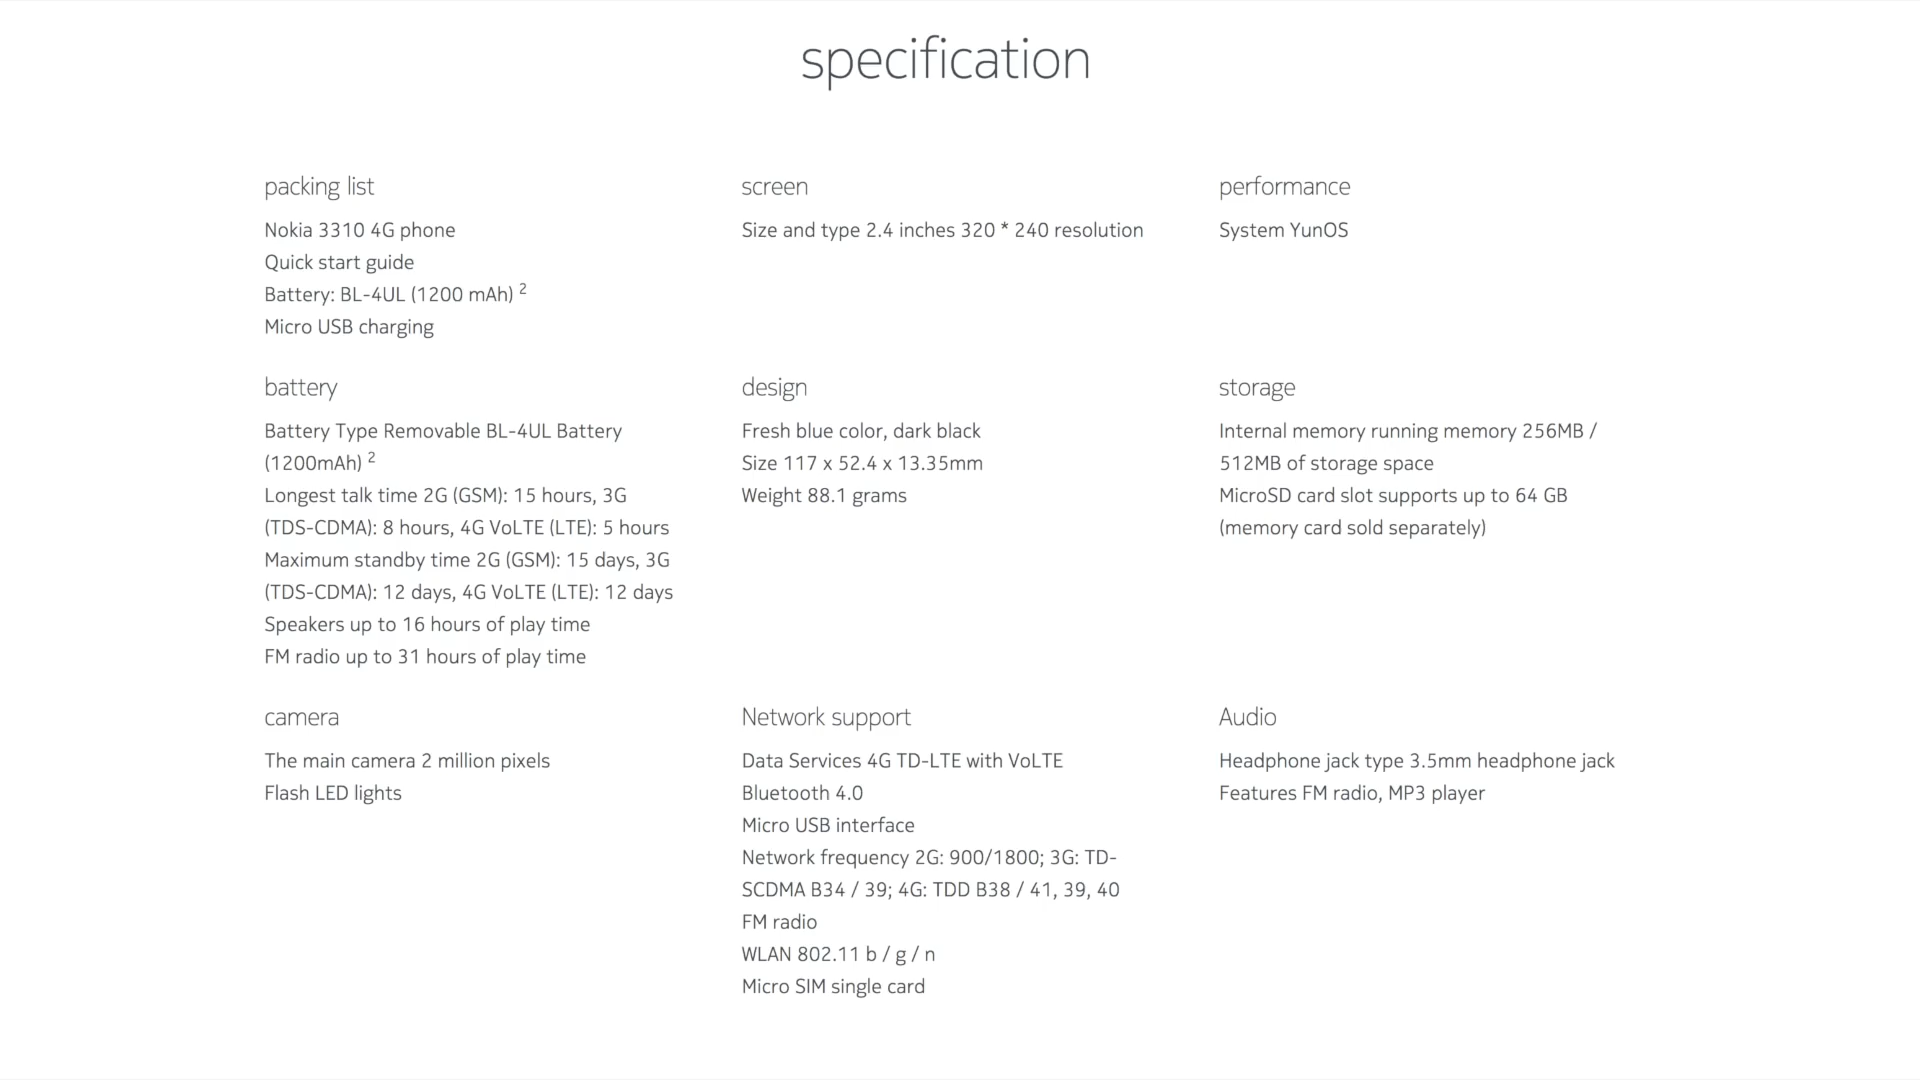 specification
packing list
Nokia 3310 4G phone
Quick start guide
Battery: BL-4UL (1200 mAh) 2
Micro USB charging
screen
Size and type 2.4 inches 320 * 240 resolution
performance
System YunOS
battery
Battery Type Removable BL-4UL Battery
(1200mAh) 2
Longest talk time 2G (GSM): 15 hours, 3G
(TDS-CDMA): 8 hours, 4G VoLTE (LTE): 5 hours
Maximum standby time 2G (GSM): 15 days, 3G
(TDS-CDMA): 12 days, 4G VoLTE (LTE): 12 days
Speakers up to 16 hours of play time
FM radio up to 31 hours of play time
design
Fresh blue color, dark black
Size 117 x 52.4 x 13.35mm
Weight 88.1 grams
storage
Internal memory running memory 256MB /
512MB of storage space
MicroSD card slot supports up to 64 GB
(memory card sold separately)
camera
The main camera 2 million pixels
Flash LED lights
Network support
Data Services 4G TD-LTE with VoLTE
Bluetooth 4.0
Micro USB interface
Network frequency 2G: 900/1800; 3G: TD-
SCDMA B34 / 39; 4G: TDD B38 / 41, 39, 40
FM radio
WLAN 802.11 b / g / n
Micro SIM single card
Audio
Headphone jack type 3.5mm headphone jack
Features FM radio, MP3 player